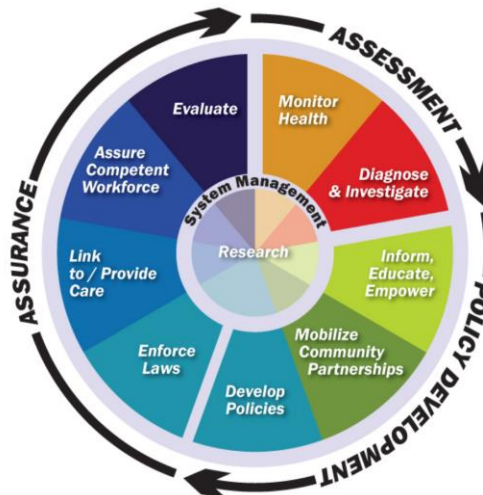 ASSESSMENT
Monitor
Health
Diagnose
& Investigate
POLICY DEVELOPMENT
Inform,
Educate,
Empower
Mobilize
Community
Partnerships
Develop
Policies
ASSURANCE
Enforce
Laws
Link
to / Provide
Care
Assure
Competent
Workforce
Evaluate
System Management
Research